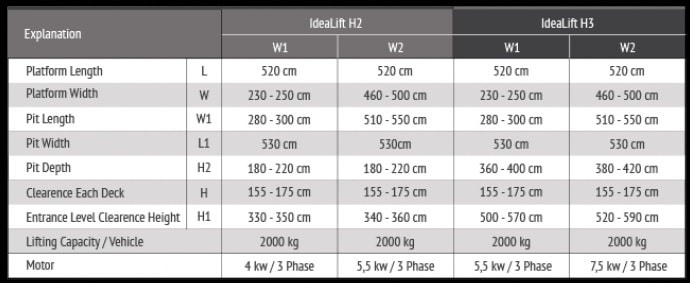 Explanation IdeaLift H2 IdeaLift H3
W1 W2 W1 W2
Platform Length L 520 cm 520 cm 520 cm 520 cm
Platform Width W 230 - 250 cm 460 - 500 cm 230 - 250 cm 460 - 500 cm
Pit Length W1 280 - 300 cm 510 - 550 cm 280 - 300 cm 510 - 550 cm
Pit Width L1 530 cm 530cm 530 cm 530 cm
Pit Depth H2 180 - 220 cm 180 - 220 cm 360 - 400 cm 380 - 420 cm
Clearence Each Deck H 155 - 175 cm 155 - 175 cm 155 - 175 cm 155 - 175 cm
Entrance Level Clearence Height H1 330 - 350 cm 340 - 360 cm 500 - 570 cm 520 - 590 cm
Lifting Capacity / Vehicle 2000 kg 2000 kg 2000 kg 2000 kg
Motor 4 kw / 3 Phase 5,5 kw / 3 Phase 5,5 kw / 3 Phase 7,5 kw / 3 Phase